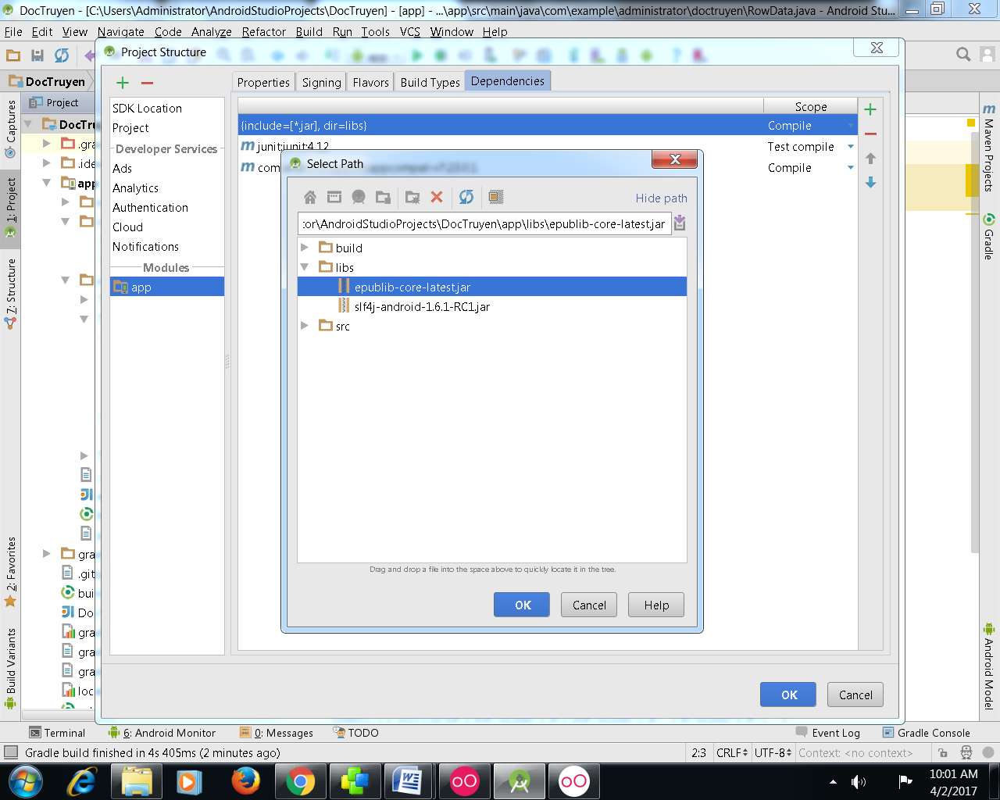 DocTruyen - [C:\Users\Administrator\AndroidStudioProjects\DocTruyen] - [app] - ...\app\src\main\java\com\example\administrator\doctruyen\RowData.java - Android Stu...
File Edit View Navigate Code Analyze Refactor Build Run Tools VCS Window Help
Project Structure
DocTruyen
Properties Signing Flavors Build Types Dependencies
Captures
1: Project
7: Structure
2: Favorites
Build Variants
Project
DocTru
.gra
.ide
app
gra
.git
bui
Do
gra
gra
gra
loc
SDK Location
Project
Developer Services
Ads
Analytics
Authentication
Cloud
Notifications
Modules
app
Scope
{include=[*.jar], dir=libs} Compile
junit:junit:4.12 Test compile
com Compile
Select Path
Hide path
:or\AndroidStudioProjects\DocTruyen\app\libs\epublib-core-latest.jar
build
libs
epublib-core-latest.jar
slf4j-android-1.6.1-RC1.jar
src
Drag and drop a file into the space above to quickly locate it in the tree.
OK Cancel Help
OK Cancel
Maven Projects
Gradle
Android Model
Terminal 6: Android Monitor 0: Messages TODO Event Log Gradle Console
Gradle build finished in 4s 405ms (2 minutes ago) 2:3 CRLF UTF-8 Context: <no context>
10:01 AM
4/2/2017